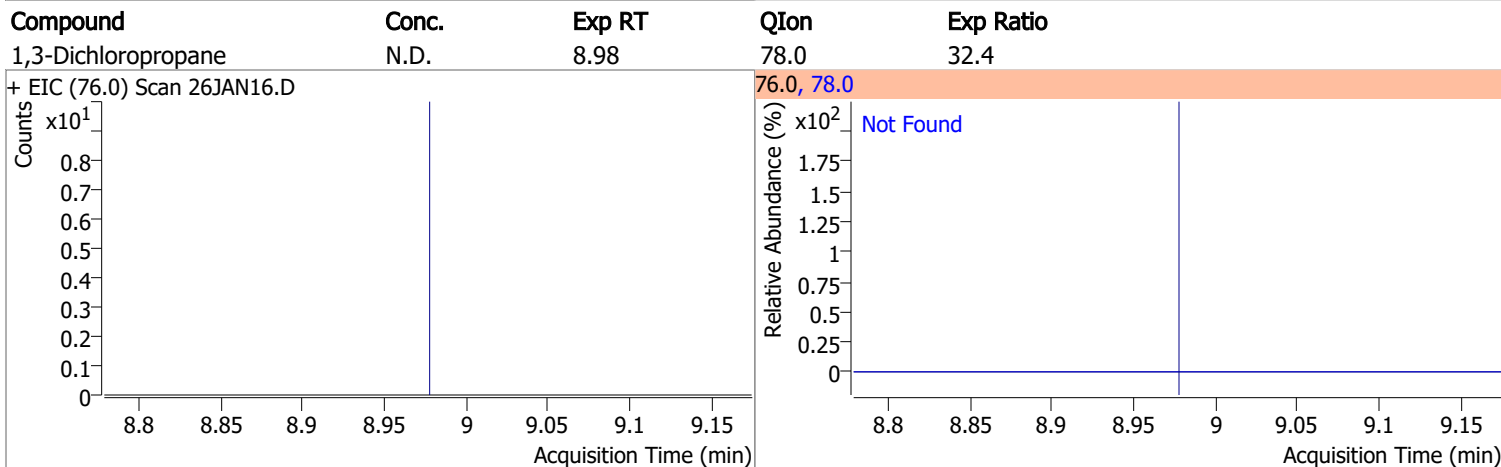 Compound Conc. Exp RT QIon Exp Ratio
1,3-Dichloropropane N.D. 8.98 78.0 32.4
+ EIC (76.0) Scan 26JAN16.D
Counts
x10¹
0.8
0.7
0.6
0.5
0.4
0.3
0.2
0.1
0
8.8 8.85 8.9 8.95 9 9.05 9.1 9.15
Acquisition Time (min)
76.0, 78.0
Relative Abundance (%)
x10²
Not Found
1.75
1.5
1.25
1
0.75
0.5
0.25
0
8.8 8.85 8.9 8.95 9 9.05 9.1 9.15
Acquisition Time (min)